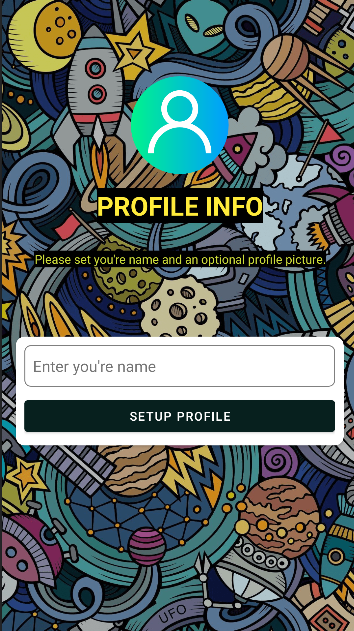 PROFILE INFO
Please set you're name and an optional profile picture.
Enter you're name
SETUP PROFILE
UFO